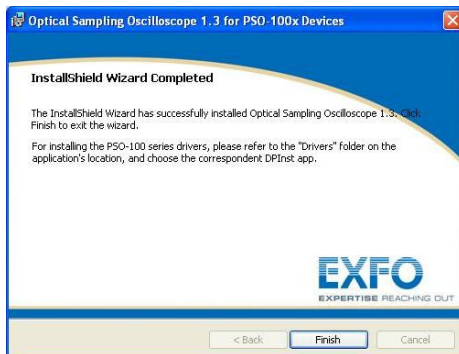 Optical Sampling Oscilloscope 1.3 for PSO-100x Devices
InstallShield Wizard Completed
The InstallShield Wizard has successfully installed Optical Sampling Oscilloscope 1.3. Click
Finish to exit the wizard.
For installing the PSO-100 series drivers, please refer to the "Drivers" folder on the
application's location, and choose the correspondent DPInst app.
EXFO
EXPERTISE REACHING OUT
< Back
Finish
Cancel